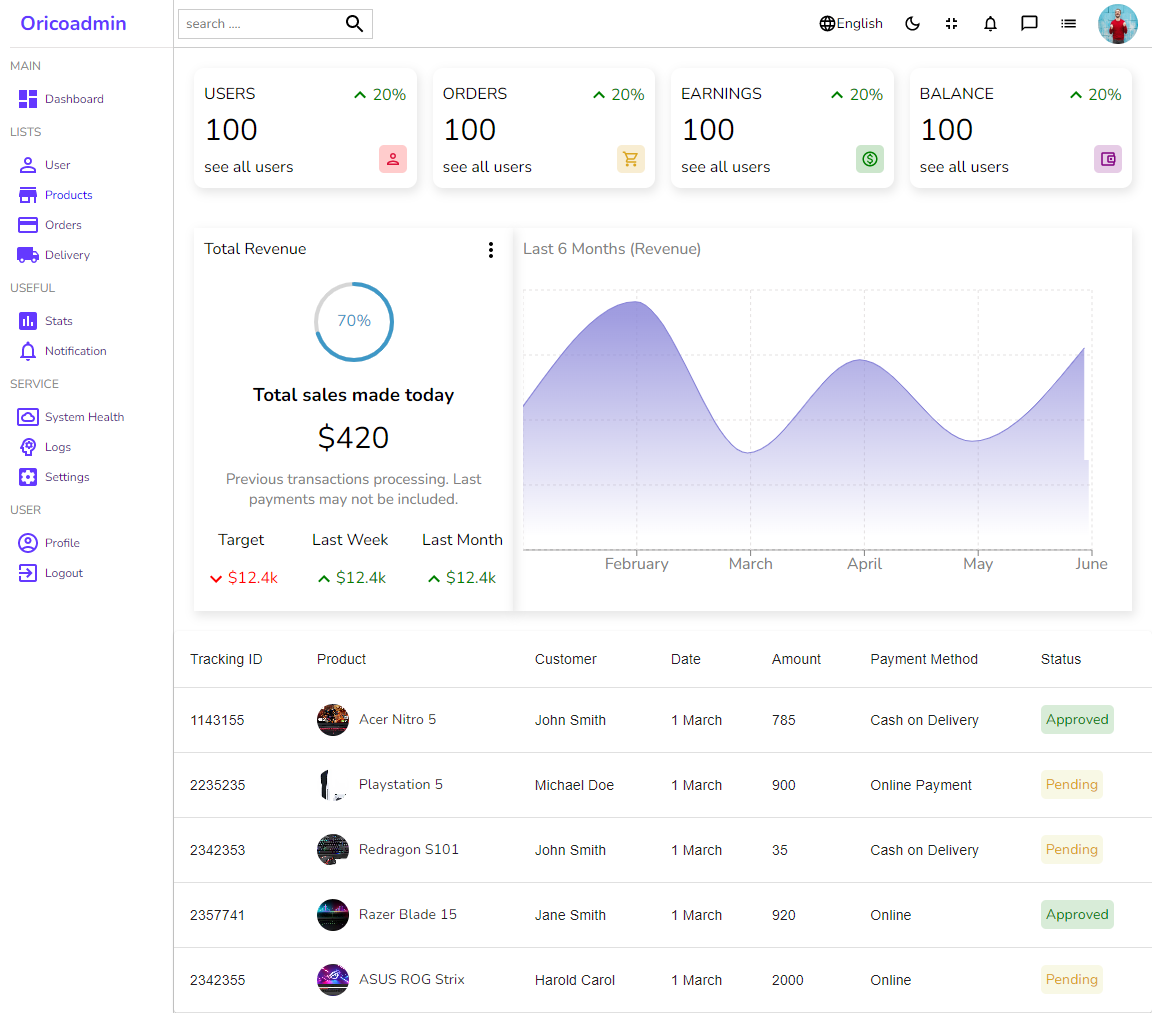 Oricoadmin
search ....
English
MAIN
Dashboard
LISTS
User
Products
Orders
Delivery
USEFUL
Stats
Notification
SERVICE
System Health
Logs
Settings
USER
Profile
Logout
USERS 20%
100
see all users
ORDERS 20%
100
see all users
EARNINGS 20%
100
see all users
BALANCE 20%
100
see all users
Total Revenue
70%
Total sales made today
$420
Previous transactions processing. Last
payments may not be included.
Target Last Week Last Month
$12.4k $12.4k $12.4k
Last 6 Months (Revenue)
February March April May June
Tracking ID Product Customer Date Amount Payment Method Status
1143155 Acer Nitro 5 John Smith 1 March 785 Cash on Delivery Approved
2235235 Playstation 5 Michael Doe 1 March 900 Online Payment Pending
2342353 Redragon S101 John Smith 1 March 35 Cash on Delivery Pending
2357741 Razer Blade 15 Jane Smith 1 March 920 Online Approved
2342355 ASUS ROG Strix Harold Carol 1 March 2000 Online Pending